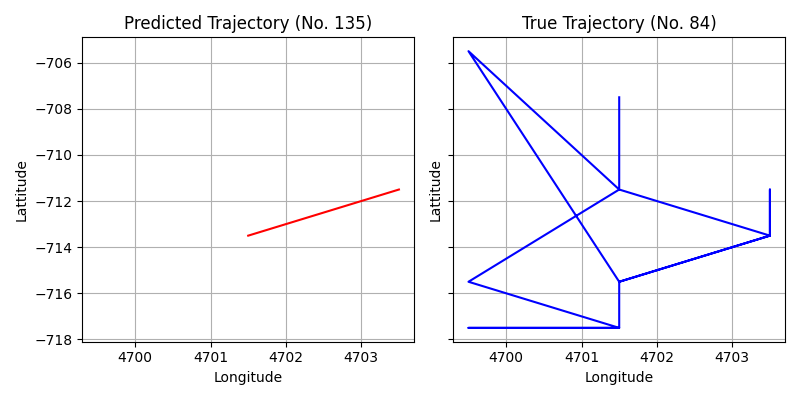 Predicted Trajectory (No. 135)
True Trajectory (No. 84)
Lattitude
−706
−708
−710
−712
−714
−716
−718
4700
4701
4702
4703
Longitude
Lattitude
4700
4701
4702
4703
Longitude